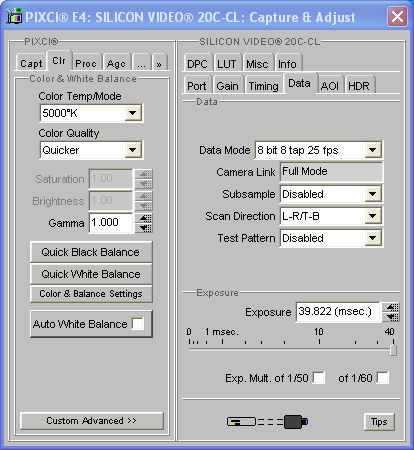 PIXCI® E4: SILICON VIDEO® 20C-CL: Capture & Adjust
PIXCI®
Capt Clr Proc Agc ... »
Color & White Balance
Color Temp/Mode
5000°K
Color Quality
Quicker
Saturation 1.00
Brightness 1.00
Gamma 1.000
Quick Black Balance
Quick White Balance
Color & Balance Settings
Auto White Balance
Custom Advanced >>
SILICON VIDEO® 20C-CL
DPC LUT Misc Info
Port Gain Timing Data AOI HDR
Data
Data Mode 8 bit 8 tap 25 fps
Camera Link Full Mode
Subsample Disabled
Scan Direction L-R/T-B
Test Pattern Disabled
Exposure
Exposure 39.822 (msec.)
0 1 msec. 10 40
Exp. Mult. of 1/50 of 1/60
Tips